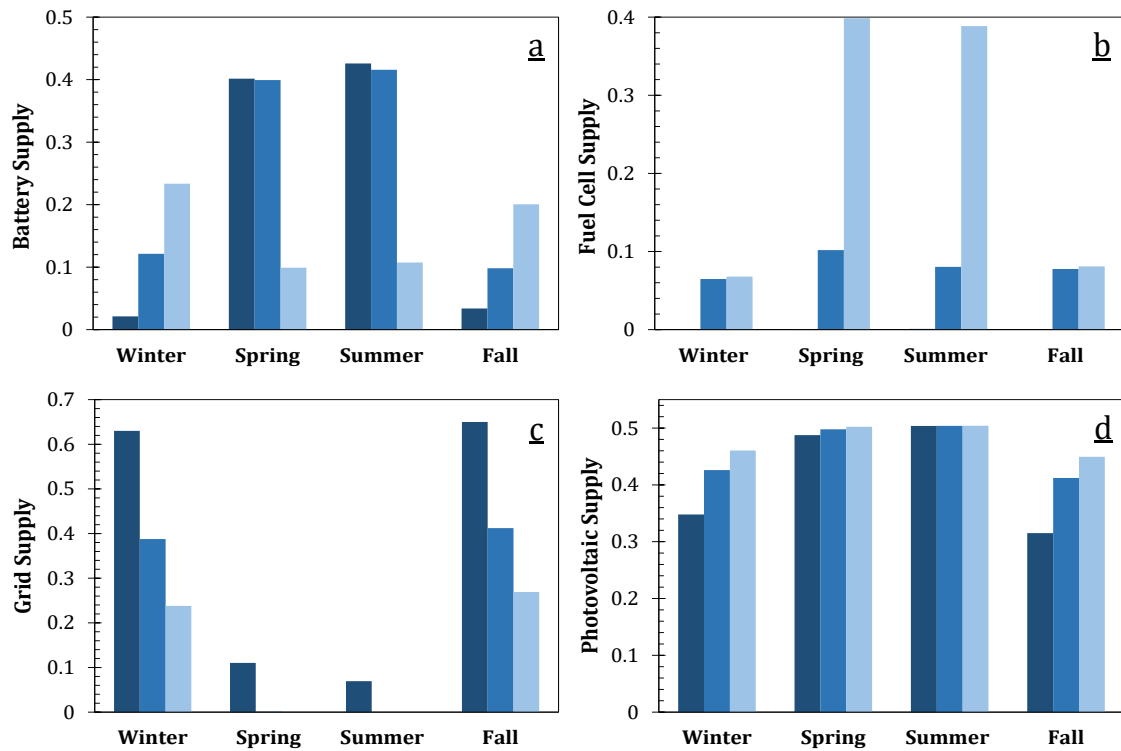 a
Battery Supply
0.5
0.4
0.3
0.2
0.1
0
Winter Spring Summer Fall
b
Fuel Cell Supply
0.4
0.3
0.2
0.1
0
Winter Spring Summer Fall
c
Grid Supply
0.7
0.6
0.5
0.4
0.3
0.2
0.1
0
Winter Spring Summer Fall
d
Photovoltaic Supply
0.5
0.4
0.3
0.2
0.1
0
Winter Spring Summer Fall